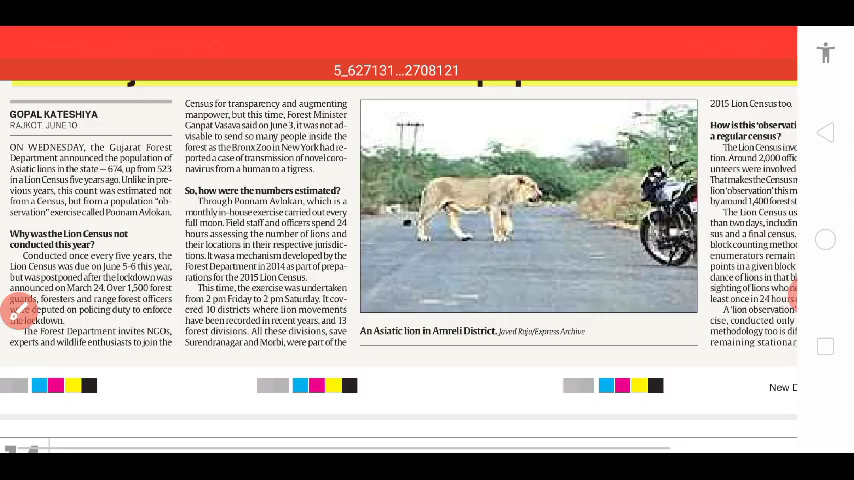 5_627131...2708121
GOPAL KATESHIYA
RAJKOT, JUNE 10
ON WEDNESDAY, the Gujarat Forest
Department announced the population of
Asiatic lions in the state — 674, up from 523
in a Lion Census five years ago. Unlike in pre-
vious years, this count was estimated not
from a Census, but from a population "ob-
servation" exercise called Poonam Avlokan.
Why was the Lion Census not
conducted this year?
Conducted once every five years, the
Lion Census was due on June 5-6 this year,
but was postponed after the lockdown was
announced on March 24. Over 1,500 forest
guards, foresters and range forest officers
were deputed on policing duty to enforce
the lockdown.
The Forest Department invites NGOs,
experts and wildlife enthusiasts to join the
Census for transparency and augmenting
manpower, but this time, Forest Minister
Ganpat Vasava said on June 3, it was not ad-
visable to send so many people inside the
forest as the Bronx Zoo in New York had re-
ported a case of transmission of novel coro-
navirus from a human to a tigress.
So, how were the numbers estimated?
Through Poonam Avlokan, which is a
monthly in-house exercise carried out every
full moon. Field staff and officers spend 24
hours assessing the number of lions and
their locations in their respective jurisdic-
tions. It was a mechanism developed by the
Forest Department in 2014 as part of prepa-
rations for the 2015 Lion Census.
This time, the exercise was undertaken
from 2 pm Friday to 2 pm Saturday. It cov-
ered 10 districts where lion movements
have been recorded in recent years, and 13
forest divisions. All these divisions, save
Surendranagar and Morbi, were part of the
An Asiatic lion in Amreli District. Javed Raja/Express Archive
2015 Lion Census too.
How is this 'observati
a regular census?
The Lion Census invo
tion. Around 2,000 offic
unteers were involved
That makes the Census m
lion 'observation' this m
by around 1,400 forest st
The Lion Census us
than two days, includin
sus and a final census.
block counting metho
enumerators remain
points in a given block
dance of lions in that bl
sighting of lions who
least once in 24 hours
A 'lion observation'
cise, conducted only
methodology too is dif
remaining stationar
New D